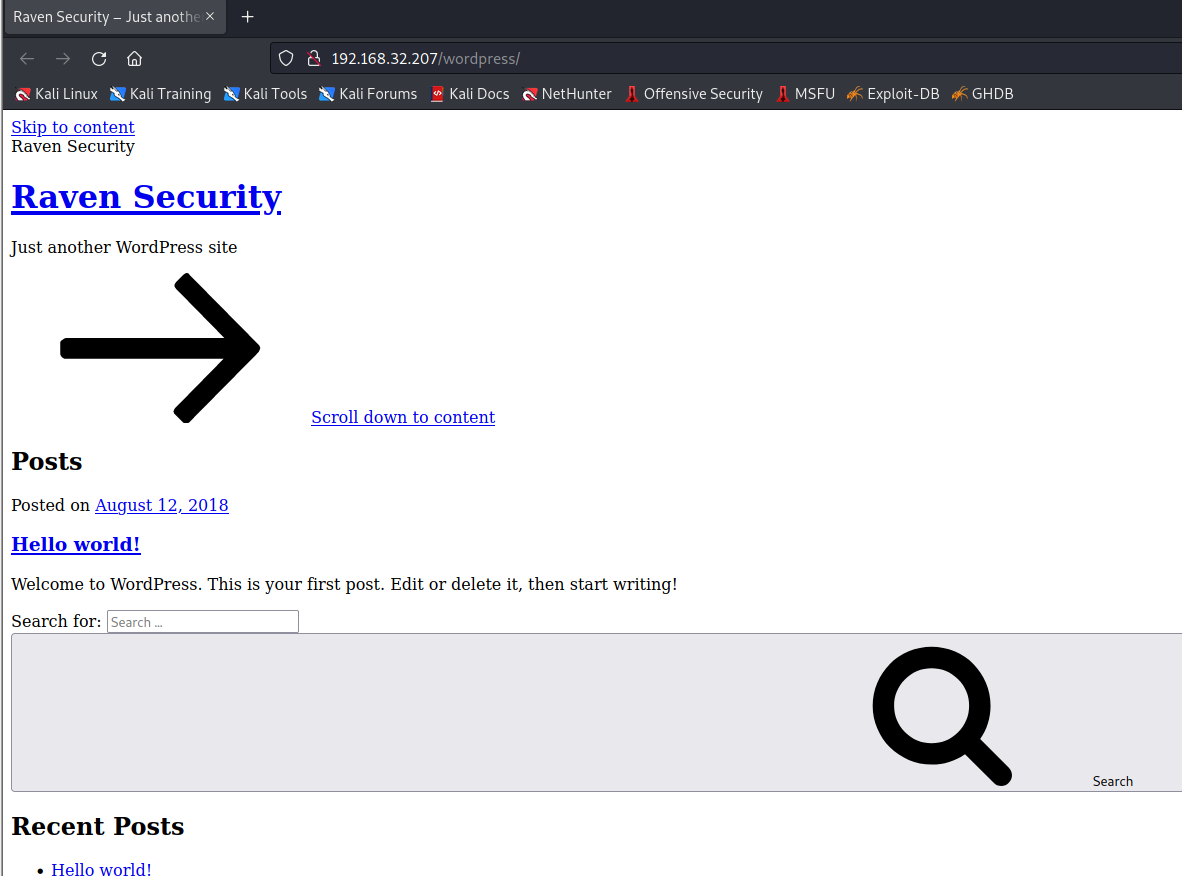 Raven Security – Just anothe
192.168.32.207/wordpress/
Kali Linux Kali Training Kali Tools Kali Forums Kali Docs NetHunter Offensive Security MSFU Exploit-DB GHDB
Skip to content
Raven Security
Raven Security
Just another WordPress site
Scroll down to content
Posts
Posted on August 12, 2018
Hello world!
Welcome to WordPress. This is your first post. Edit or delete it, then start writing!
Search for: Search ...
Search
Recent Posts
• Hello world!